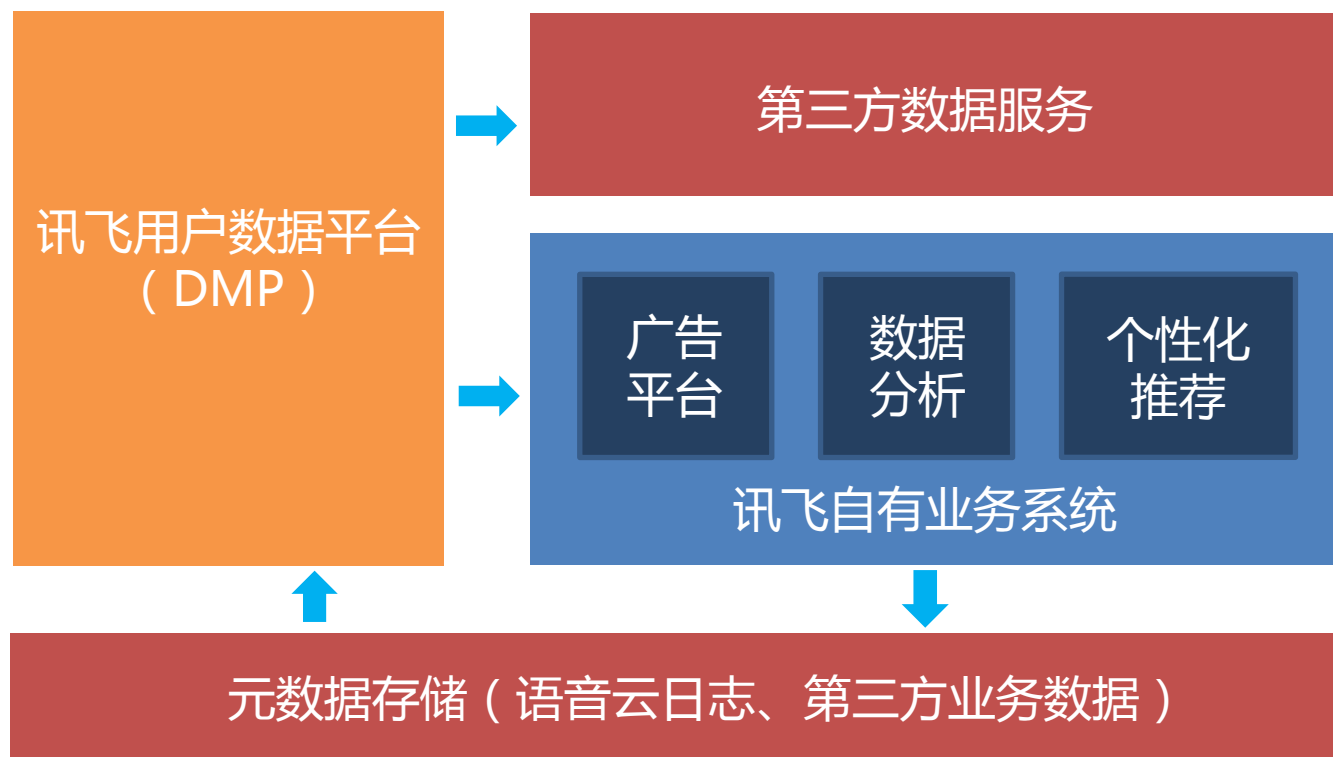 讯飞用户数据平台
（DMP）
第三方数据服务
广告
平台
数据
分析
个性化
推荐
讯飞自有业务系统
元数据存储（语音云日志、第三方业务数据）